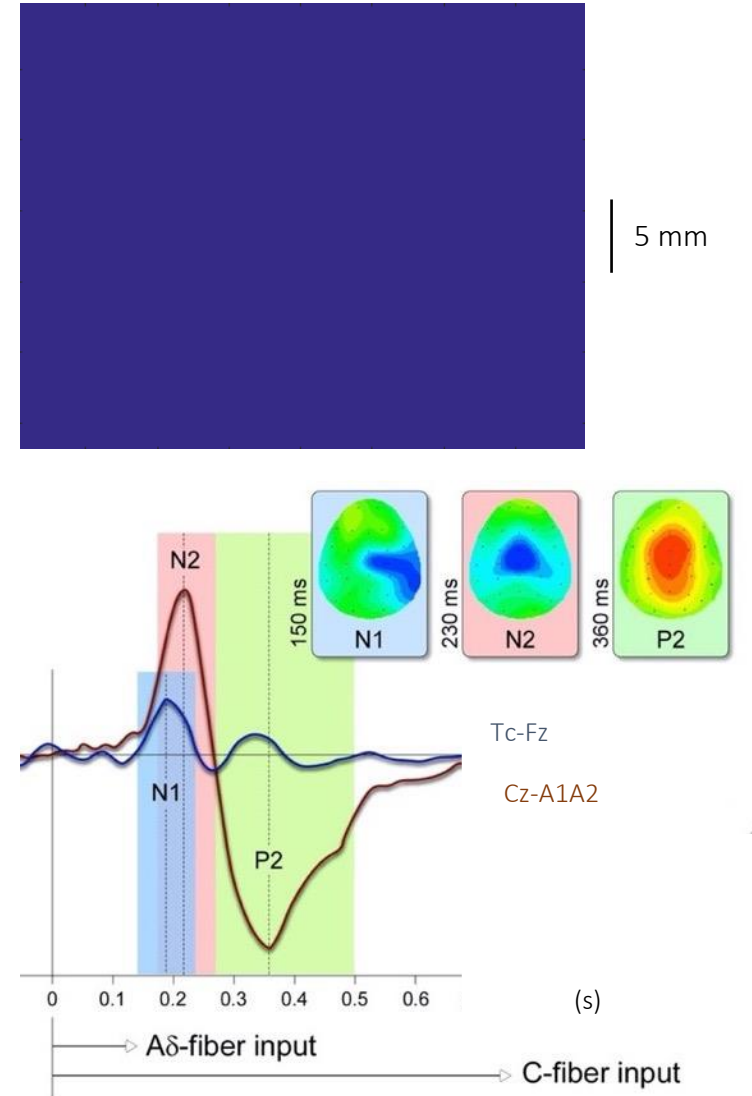 5 mm
N2
150 ms
N1
230 ms
N2
360 ms
P2
Tc-Fz
N1
Cz-A1A2
P2
0 0.1 0.2 0.3 0.4 0.5 0.6 (s)
Aδ-fiber input
C-fiber input